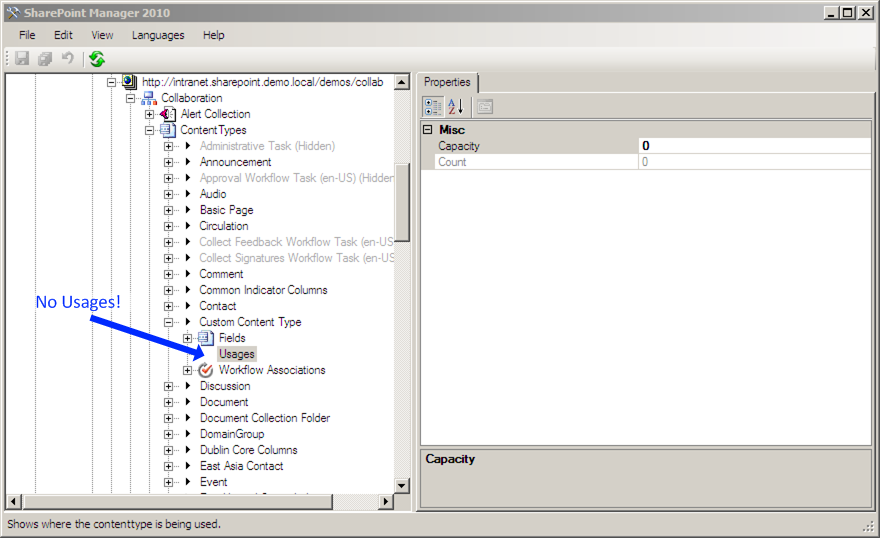 SharePoint Manager 2010
File Edit View Languages Help
http://intranet.sharepoint.demo.local/demos/collab
Collaboration
Alert Collection
ContentTypes
Administrative Task (Hidden)
Announcement
Approval Workflow Task (en-US) (Hidden
Audio
Basic Page
Circulation
Collect Feedback Workflow Task (en-US
Collect Signatures Workflow Task (en-US
Comment
Common Indicator Columns
Contact
Custom Content Type
Fields
Usages
Workflow Associations
Discussion
Document
Document Collection Folder
DomainGroup
Dublin Core Columns
East Asia Contact
Event
No Usages!
Properties
Misc
Capacity 0
Count 0
Capacity
Shows where the contenttype is being used.